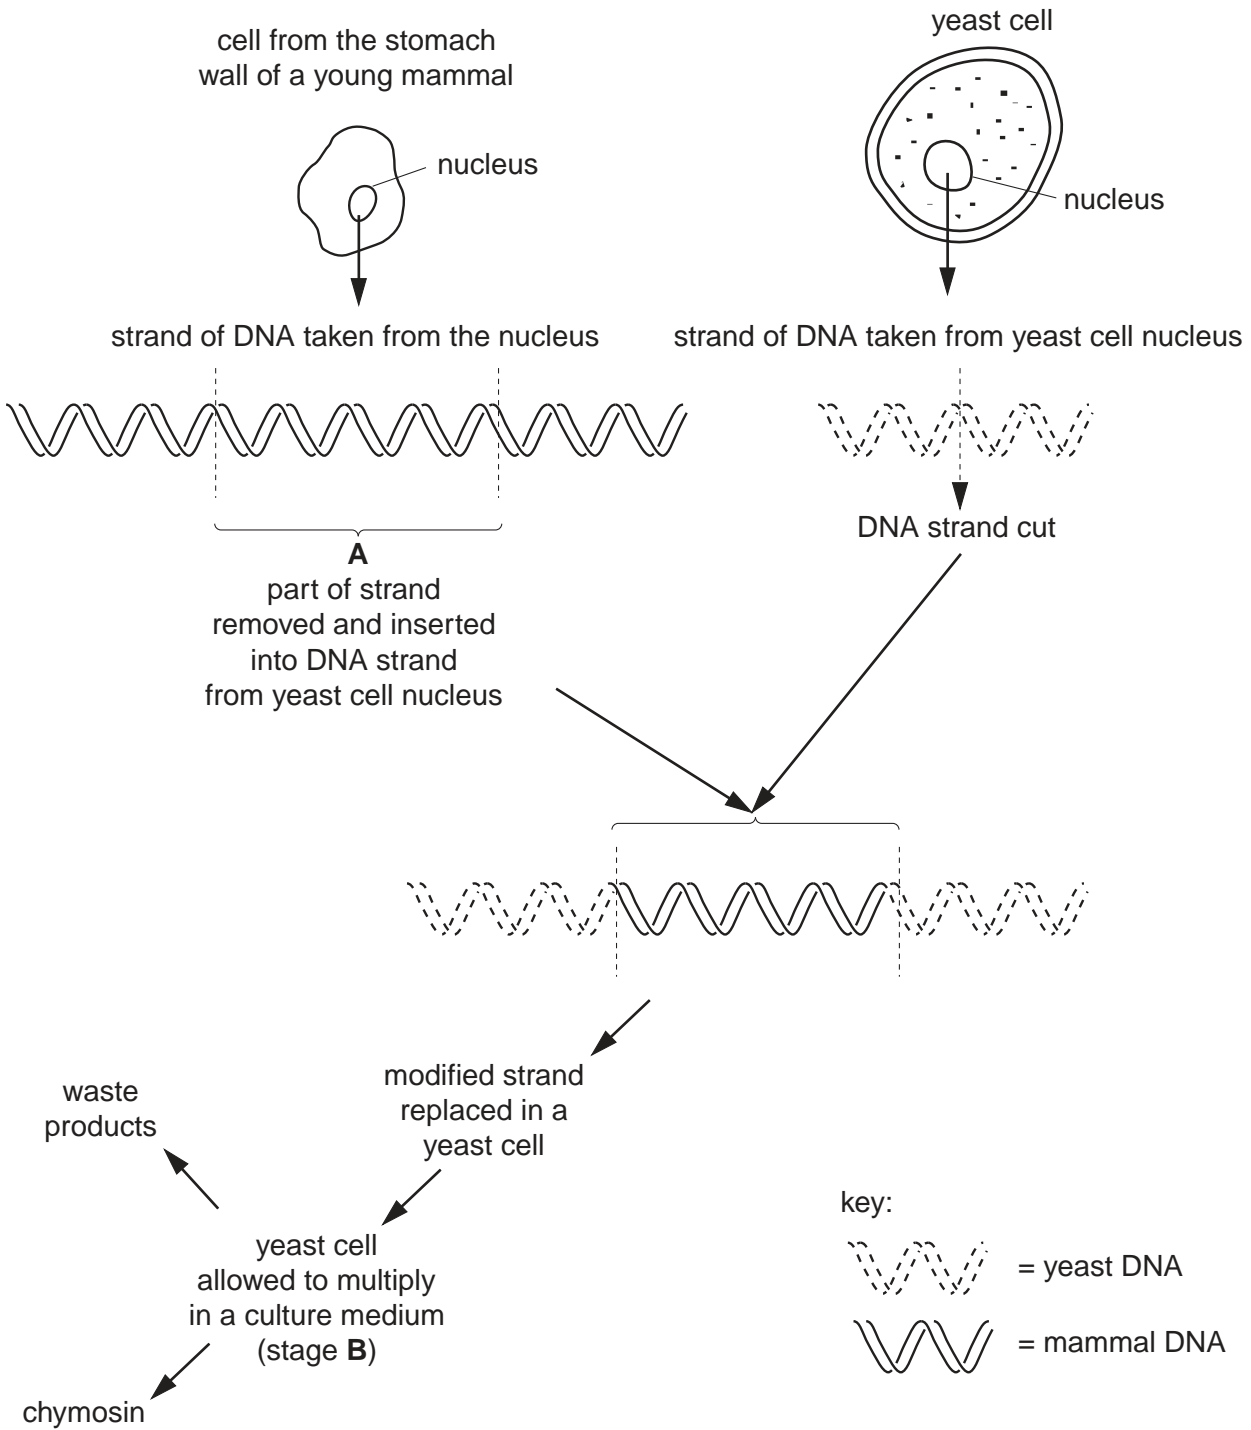 cell from the stomach
wall of a young mammal
nucleus
yeast cell
nucleus
strand of DNA taken from the nucleus
strand of DNA taken from yeast cell nucleus
A
part of strand
removed and inserted
into DNA strand
from yeast cell nucleus
DNA strand cut
modified strand
replaced in a
yeast cell
waste
products
yeast cell
allowed to multiply
in a culture medium
(stage B)
chymosin
key:
= yeast DNA
= mammal DNA